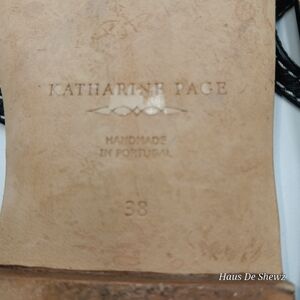 KATHARINE PAGE
HANDMADE
IN PORTUGAL
38
Haus De Shewz